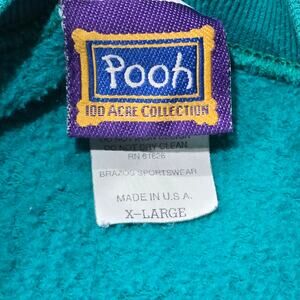 Pooh
100 ACRE COLLECTION
DO NOT DRY CLEAN
RN 61626
BRAZOS SPORTSWEAR
MADE IN U.S.A.
X-LARGE